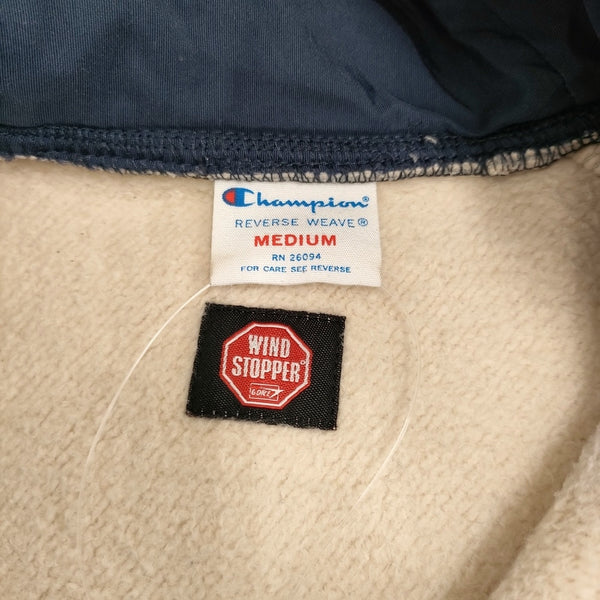 Champion®
REVERSE WEAVE®
MEDIUM
RN 26094
FOR CARE SEE REVERSE
WIND
STOPPER®
GORE